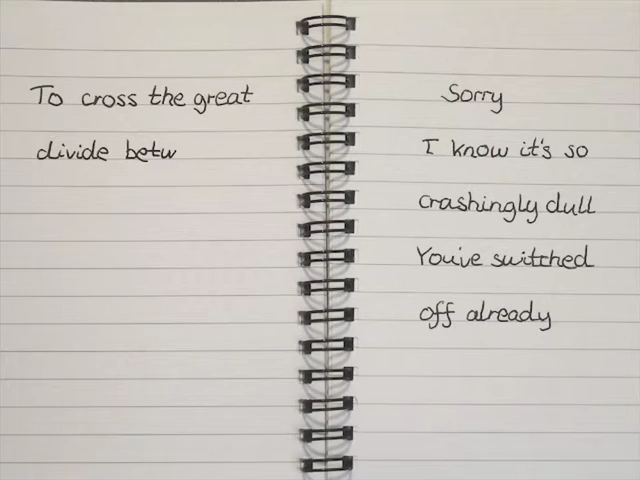 To cross the great
divide betw
Sorry
I know it's so
crashingly dull
You've switched
off already